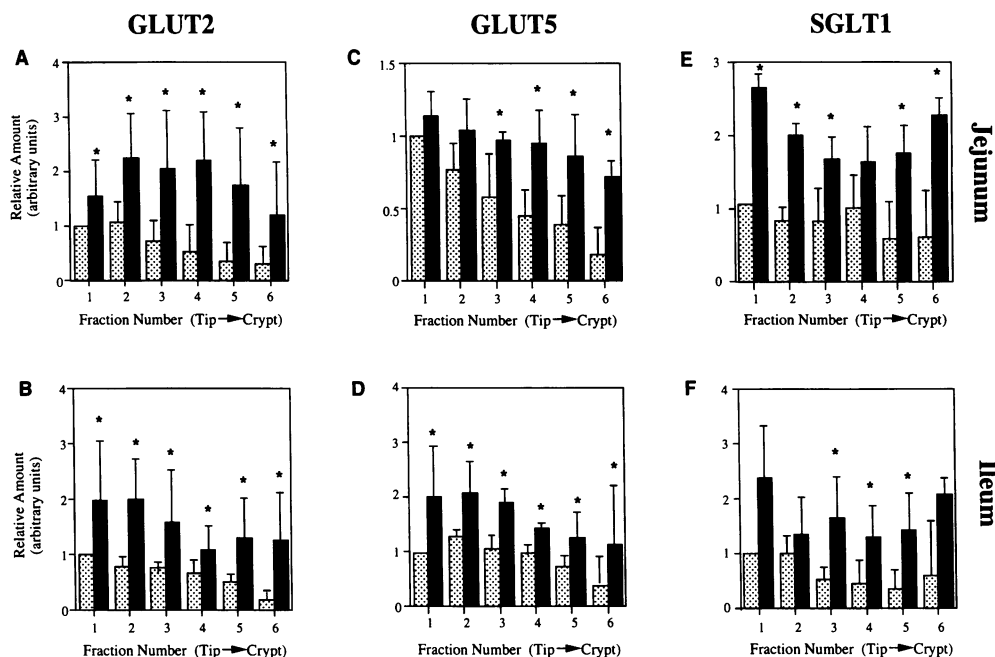 GLUT2 GLUT5 SGLT1
A C E
4 1.5 3
* * * * * *
* * * *
* * * * *
3 1 2
2 0.5 1
1
0 0 0
Relative Amount
(arbitrary units)
Jejunum
1 2 3 4 5 6 1 2 3 4 5 6 1 2 3 4 5 6
Fraction Number (Tip→Crypt) Fraction Number (Tip→Crypt) Fraction Number (Tip→Crypt)
B D F
4 4 4
* * * * * *
* * * * * *
* * *
3 3 3
2 2 2
1 1 1
0 0 0
Relative Amount
(arbitrary units)
Ileum
1 2 3 4 5 6 1 2 3 4 5 6 1 2 3 4 5 6
Fraction Number (Tip→Crypt) Fraction Number (Tip→Crypt) Fraction Number (Tip→Crypt)